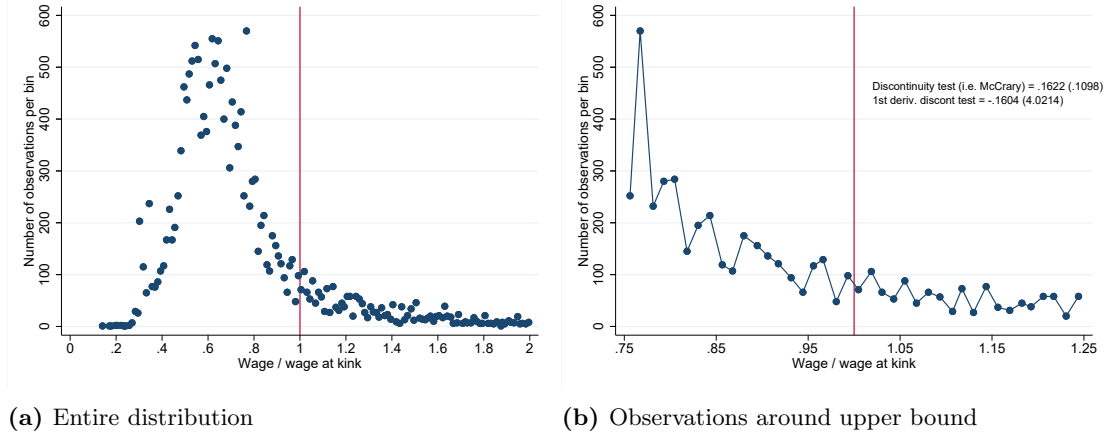 600
500
400
300
200
100
0
Number of observations per bin
0 .2 .4 .6 .8 1 1.2 1.4 1.6 1.8 2
Wage / wage at kink
(a) Entire distribution
600
500
400
300
200
100
0
Number of observations per bin
Discontinuity test (i.e. McCrary) = .1622 (.1098)
1st deriv. discont test = -.1604 (4.0214)
.75 .85 .95 1.05 1.15 1.25
Wage / wage at kink
(b) Observations around upper bound